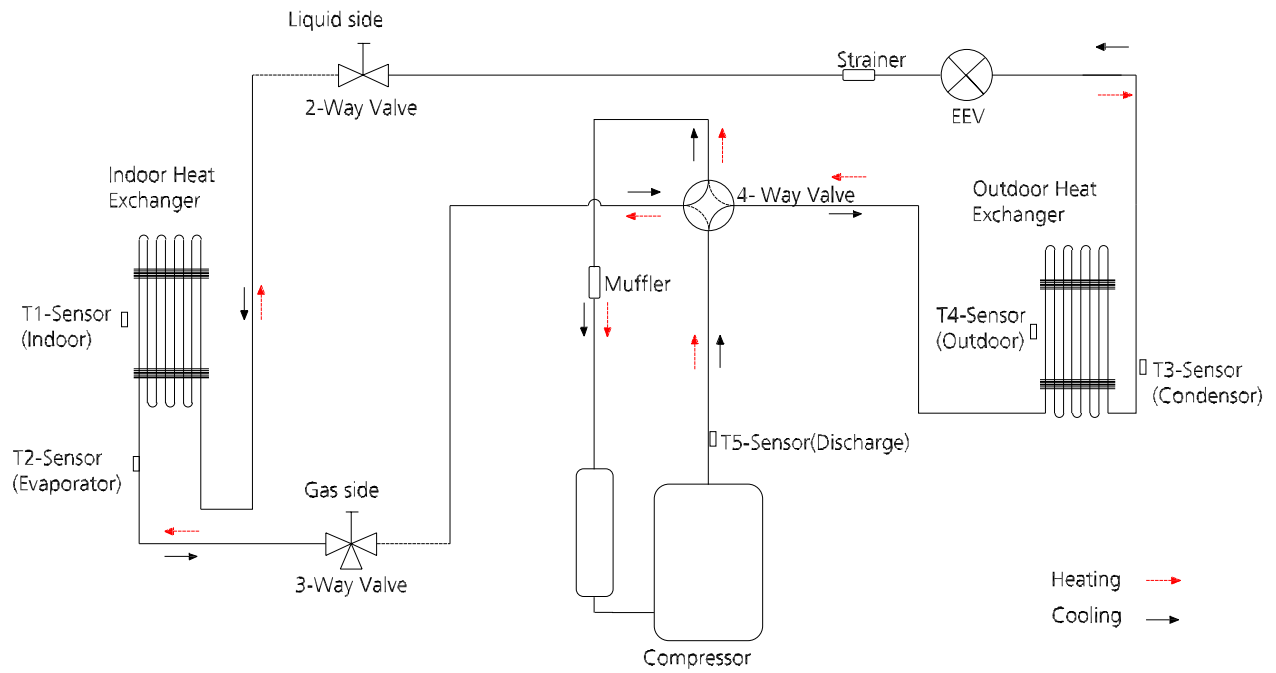 Liquid side
2-Way Valve
Strainer
EEV
Indoor Heat
Exchanger
4- Way Valve
Outdoor Heat
Exchanger
Muffler
T1-Sensor
(Indoor)
T4-Sensor
(Outdoor)
T3-Sensor
(Condensor)
T5-Sensor(Discharge)
T2-Sensor
(Evaporator)
Gas side
3-Way Valve
Compressor
Heating
Cooling